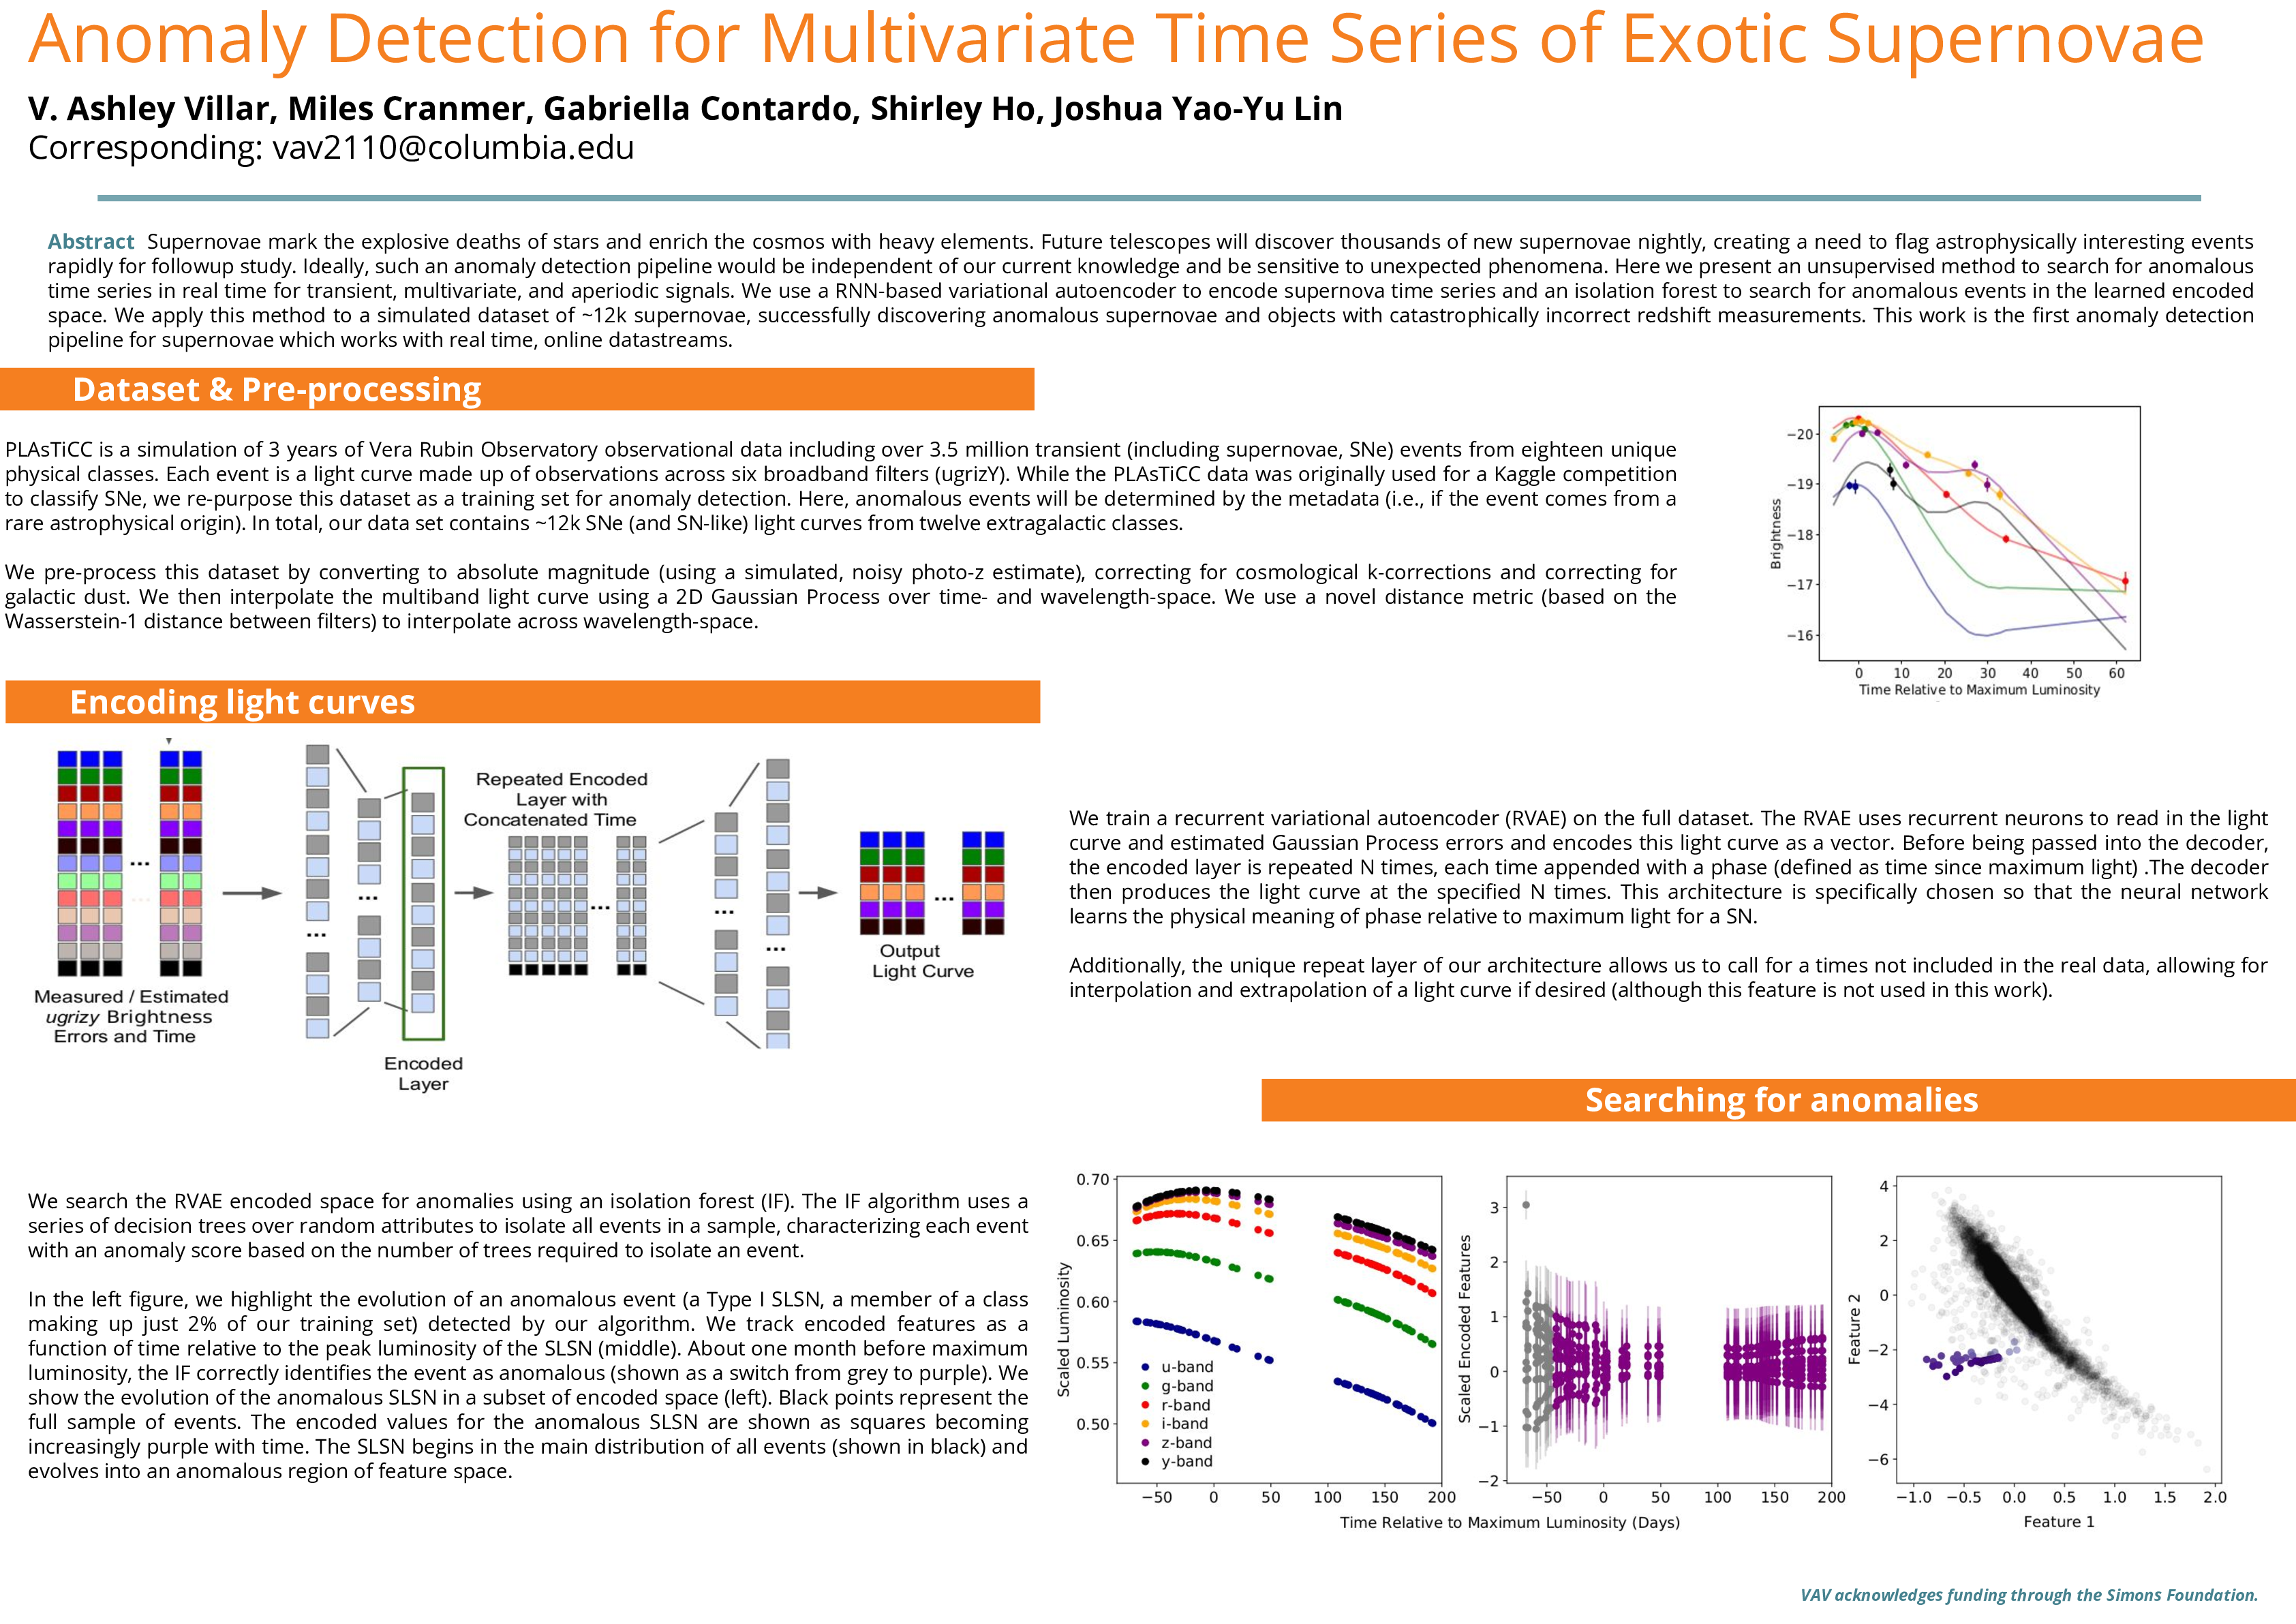 Anomaly Detection for Multivariate Time Series of Exotic Supernovae
V. Ashley Villar, Miles Cranmer, Gabriella Contardo, Shirley Ho, Joshua Yao-Yu Lin
Corresponding: vav2110@columbia.edu
Abstract Supernovae mark the explosive deaths of stars and enrich the cosmos with heavy elements. Future telescopes will discover thousands of new supernovae nightly, creating a need to flag astrophysically interesting events
rapidly for followup study. Ideally, such an anomaly detection pipeline would be independent of our current knowledge and be sensitive to unexpected phenomena. Here we present an unsupervised method to search for anomalous
time series in real time for transient, multivariate, and aperiodic signals. We use a RNN-based variational autoencoder to encode supernova time series and an isolation forest to search for anomalous events in the learned encoded
space. We apply this method to a simulated dataset of ~12k supernovae, successfully discovering anomalous supernovae and objects with catastrophically incorrect redshift measurements. This work is the first anomaly detection
pipeline for supernovae which works with real time, online datastreams.
Dataset & Pre-processing
PLAsTiCC is a simulation of 3 years of Vera Rubin Observatory observational data including over 3.5 million transient (including supernovae, SNe) events from eighteen unique
physical classes. Each event is a light curve made up of observations across six broadband filters (ugrizY). While the PLAsTiCC data was originally used for a Kaggle competition
to classify SNe, we re-purpose this dataset as a training set for anomaly detection. Here, anomalous events will be determined by the metadata (i.e., if the event comes from a
rare astrophysical origin). In total, our data set contains ~12k SNe (and SN-like) light curves from twelve extragalactic classes.
We pre-process this dataset by converting to absolute magnitude (using a simulated, noisy photo-z estimate), correcting for cosmological k-corrections and correcting for
galactic dust. We then interpolate the multiband light curve using a 2D Gaussian Process over time- and wavelength-space. We use a novel distance metric (based on the
Wasserstein-1 distance between filters) to interpolate across wavelength-space.
Brightness
−20
−19
−18
−17
−16
0 10 20 30 40 50 60
Time Relative to Maximum Luminosity
Encoding light curves
Measured / Estimated
ugrizy Brightness
Errors and Time
Encoded
Layer
Repeated Encoded
Layer with
Concatenated Time
Output
Light Curve
We train a recurrent variational autoencoder (RVAE) on the full dataset. The RVAE uses recurrent neurons to read in the light
curve and estimated Gaussian Process errors and encodes this light curve as a vector. Before being passed into the decoder,
the encoded layer is repeated N times, each time appended with a phase (defined as time since maximum light) .The decoder
then produces the light curve at the specified N times. This architecture is specifically chosen so that the neural network
learns the physical meaning of phase relative to maximum light for a SN.
Additionally, the unique repeat layer of our architecture allows us to call for a times not included in the real data, allowing for
interpolation and extrapolation of a light curve if desired (although this feature is not used in this work).
Searching for anomalies
We search the RVAE encoded space for anomalies using an isolation forest (IF). The IF algorithm uses a
series of decision trees over random attributes to isolate all events in a sample, characterizing each event
with an anomaly score based on the number of trees required to isolate an event.
In the left figure, we highlight the evolution of an anomalous event (a Type I SLSN, a member of a class
making up just 2% of our training set) detected by our algorithm. We track encoded features as a
function of time relative to the peak luminosity of the SLSN (middle). About one month before maximum
luminosity, the IF correctly identifies the event as anomalous (shown as a switch from grey to purple). We
show the evolution of the anomalous SLSN in a subset of encoded space (left). Black points represent the
full sample of events. The encoded values for the anomalous SLSN are shown as squares becoming
increasingly purple with time. The SLSN begins in the main distribution of all events (shown in black) and
evolves into an anomalous region of feature space.
Scaled Luminosity
0.70
0.65
0.60
0.55
0.50
u-band
g-band
r-band
i-band
z-band
y-band
−50 0 50 100 150 200
Scaled Encoded Features
3
2
1
0
−1
−2
−50 0 50 100 150 200
Time Relative to Maximum Luminosity (Days)
Feature 2
4
2
0
−2
−4
−6
−1.0 −0.5 0.0 0.5 1.0 1.5 2.0
Feature 1
VAV acknowledges funding through the Simons Foundation.